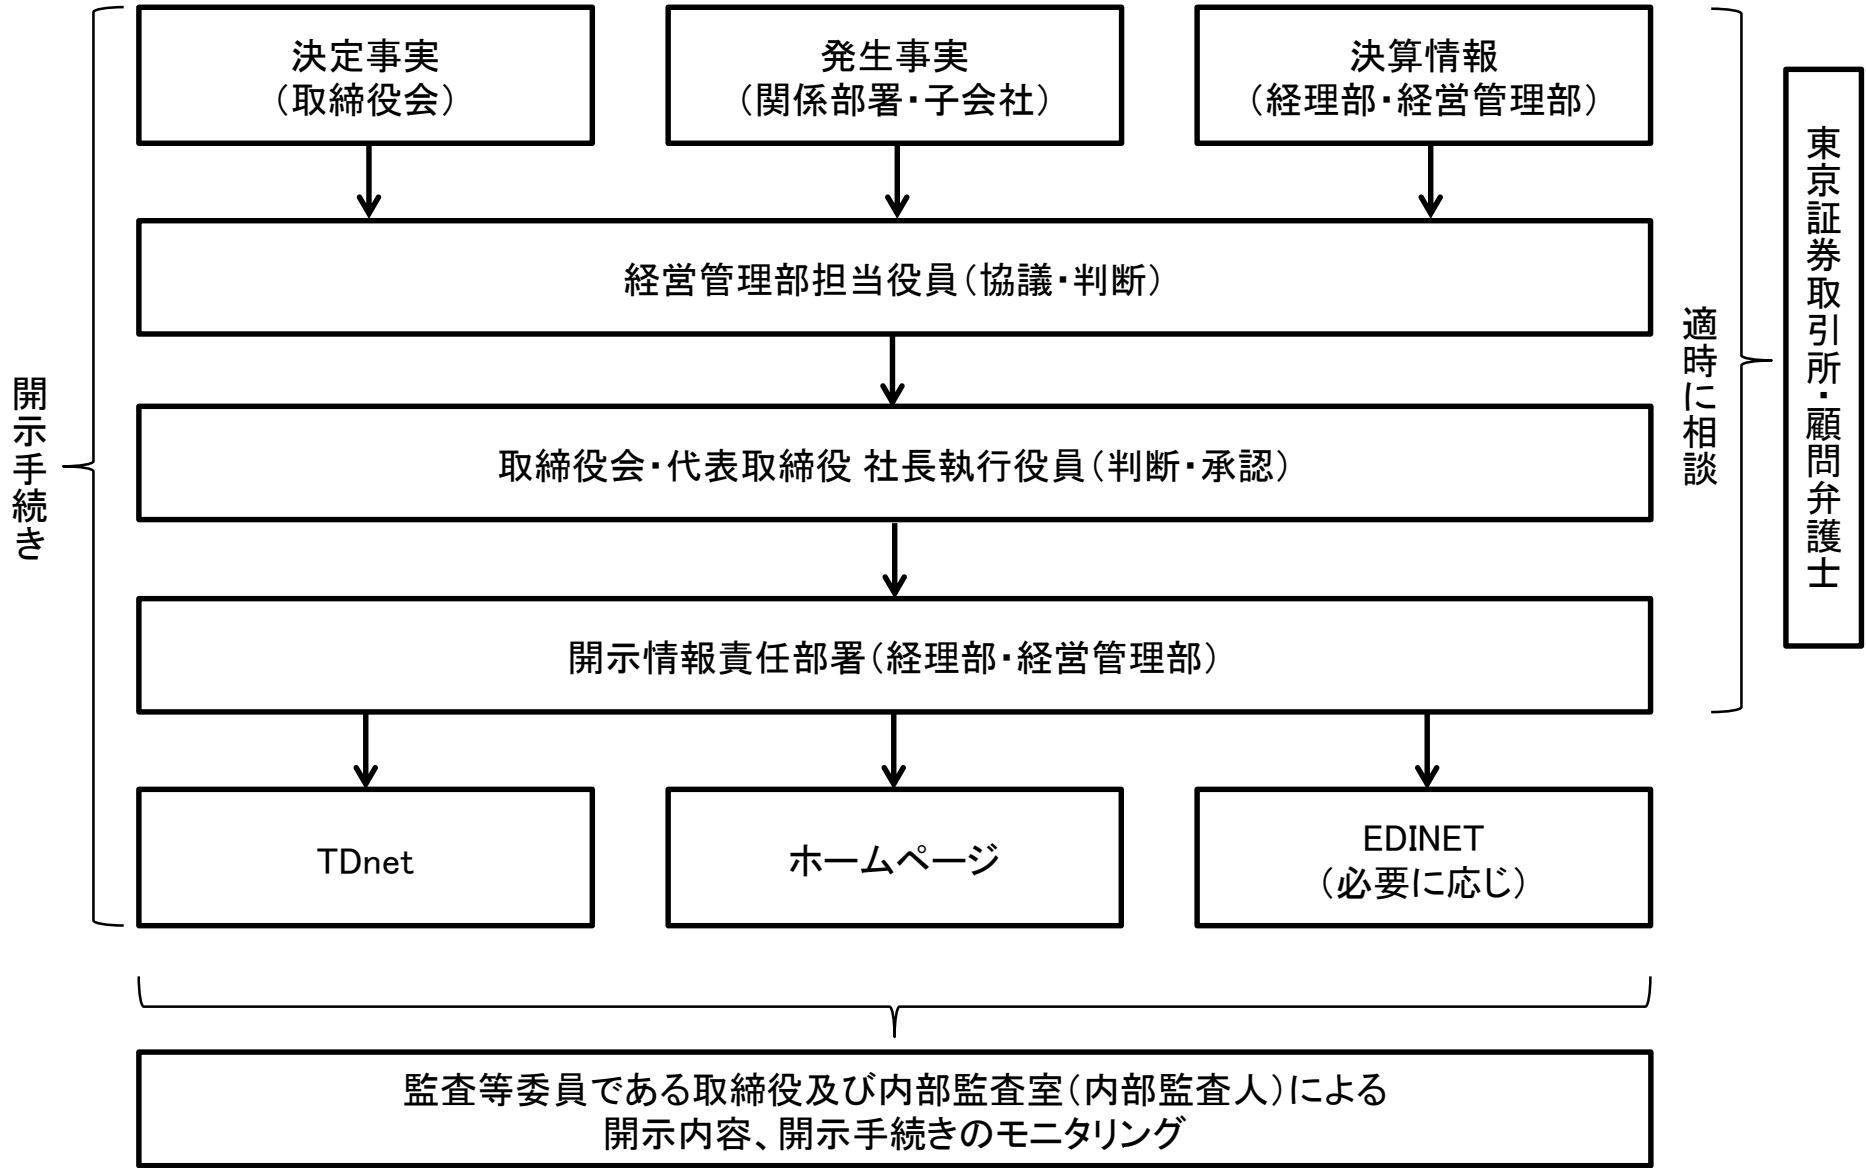 決定事実
（取締役会）
発生事実
（関係部署・子会社）
決算情報
（経理部・経営管理部）
経営管理部担当役員（協議・判断）
取締役会・代表取締役 社長執行役員（判断・承認）
開示情報責任部署（経理部・経営管理部）
TDnet
ホームページ
EDINET
（必要に応じ）
開示手続き
適時に相談
東京証券取引所・顧問弁護士
監査等委員である取締役及び内部監査室（内部監査人）による
開示内容、開示手続きのモニタリング